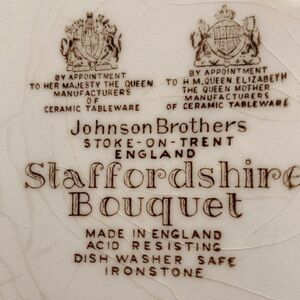 BY APPOINTMENT
TO HER MAJESTY THE QUEEN
MANUFACTURERS
OF
CERAMIC TABLEWARE
BY APPOINTMENT
TO H.M. QUEEN ELIZABETH
THE QUEEN MOTHER
MANUFACTURERS
OF CERAMIC TABLEWARE
Johnson Brothers
STOKE-ON-TRENT
ENGLAND
Staffordshire
Bouquet
MADE IN ENGLAND
ACID RESISTING
DISH WASHER SAFE
IRONSTONE